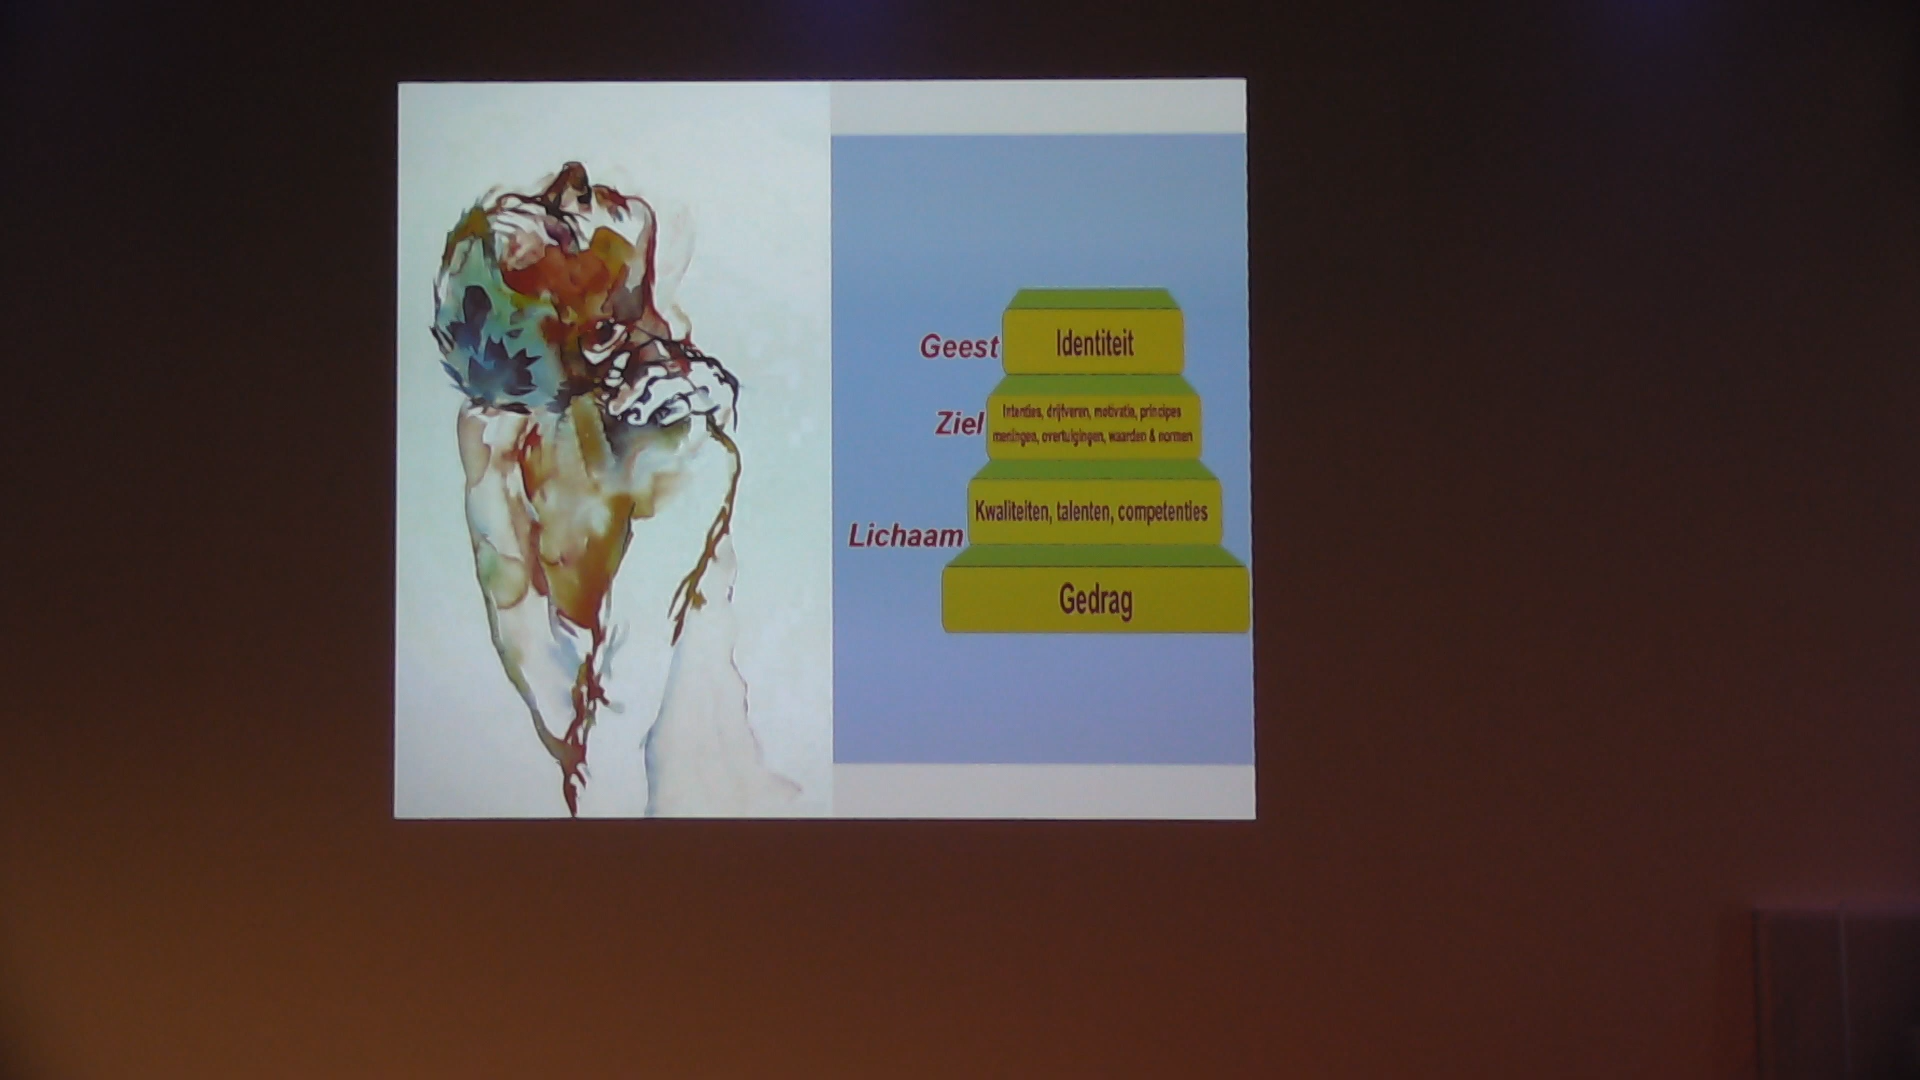 Geest
Identiteit
Ziel
Intenties, drijfveren, motivatie, principes
meningen, overtuigingen, waarden & normen
Lichaam
Kwaliteiten, talenten, competenties
Gedrag